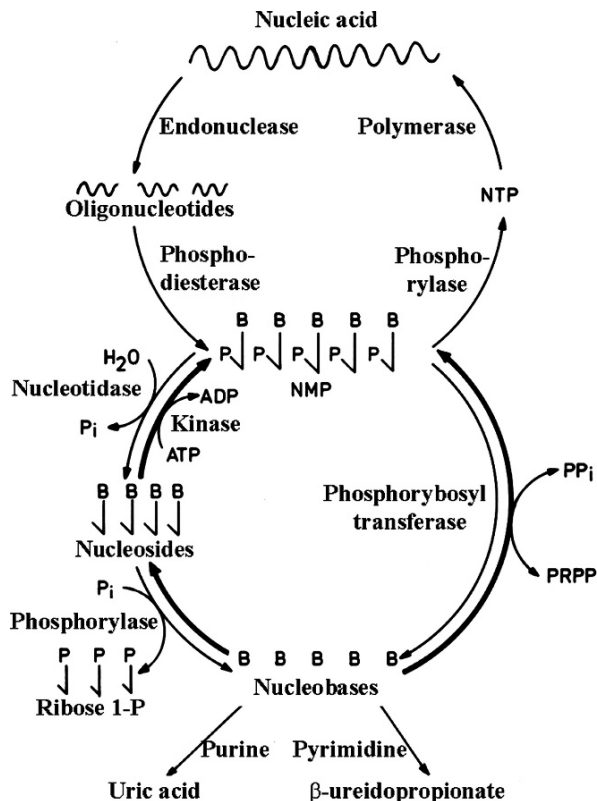 Nucleic acid
Endonuclease
Polymerase
Oligonucleotides
NTP
Phospho-
diesterase
Phospho-
rylase
B B B B B
P P P P P
NMP
H2O
Nucleotidase
Pi
ADP
Kinase
ATP
B B B B
Nucleosides
Phosphorybosyl
transferase
PPi
PRPP
Pi
Phosphorylase
P P P
Ribose 1-P
B B B B B
Nucleobases
Purine Pyrimidine
Uric acid
β-ureidopropionate